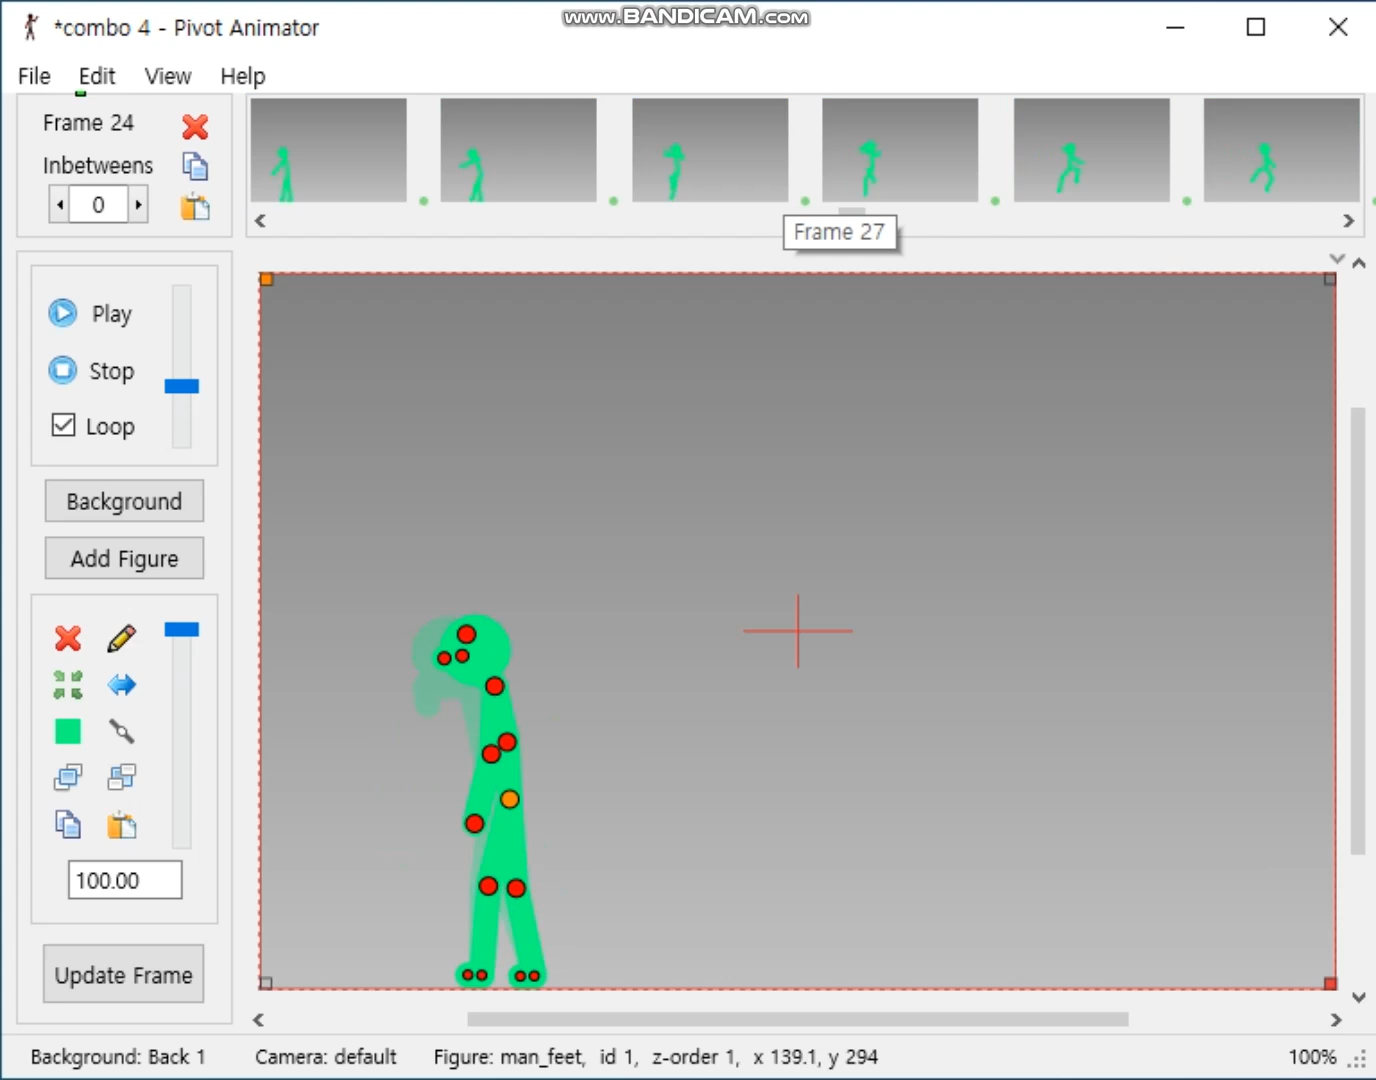 *combo 4 - Pivot Animator
www.BANDICAM.com
File Edit View Help
Frame 24
Inbetweens
0
Frame 27
Play
Stop
Loop
Background
Add Figure
100.00
Update Frame
Background: Back 1 Camera: default Figure: man_feet, id 1, z-order 1, x 139.1, y 294 100%